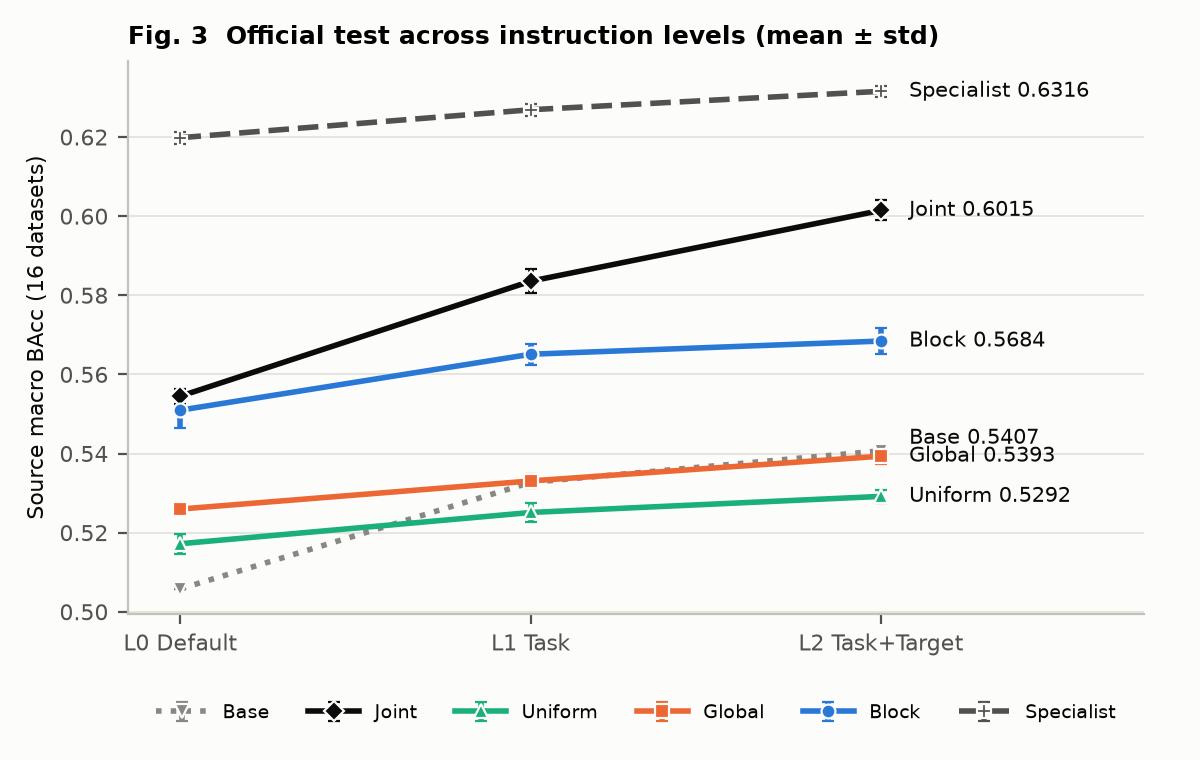 Fig. 3  Official test across instruction levels (mean ± std)
Source macro BAcc (16 datasets)
0.62
0.60
0.58
0.56
0.54
0.52
0.50
Specialist 0.6316
Joint 0.6015
Block 0.5684
Base 0.5407
Global 0.5393
Uniform 0.5292
L0 Default
L1 Task
L2 Task+Target
Base
Joint
Uniform
Global
Block
Specialist